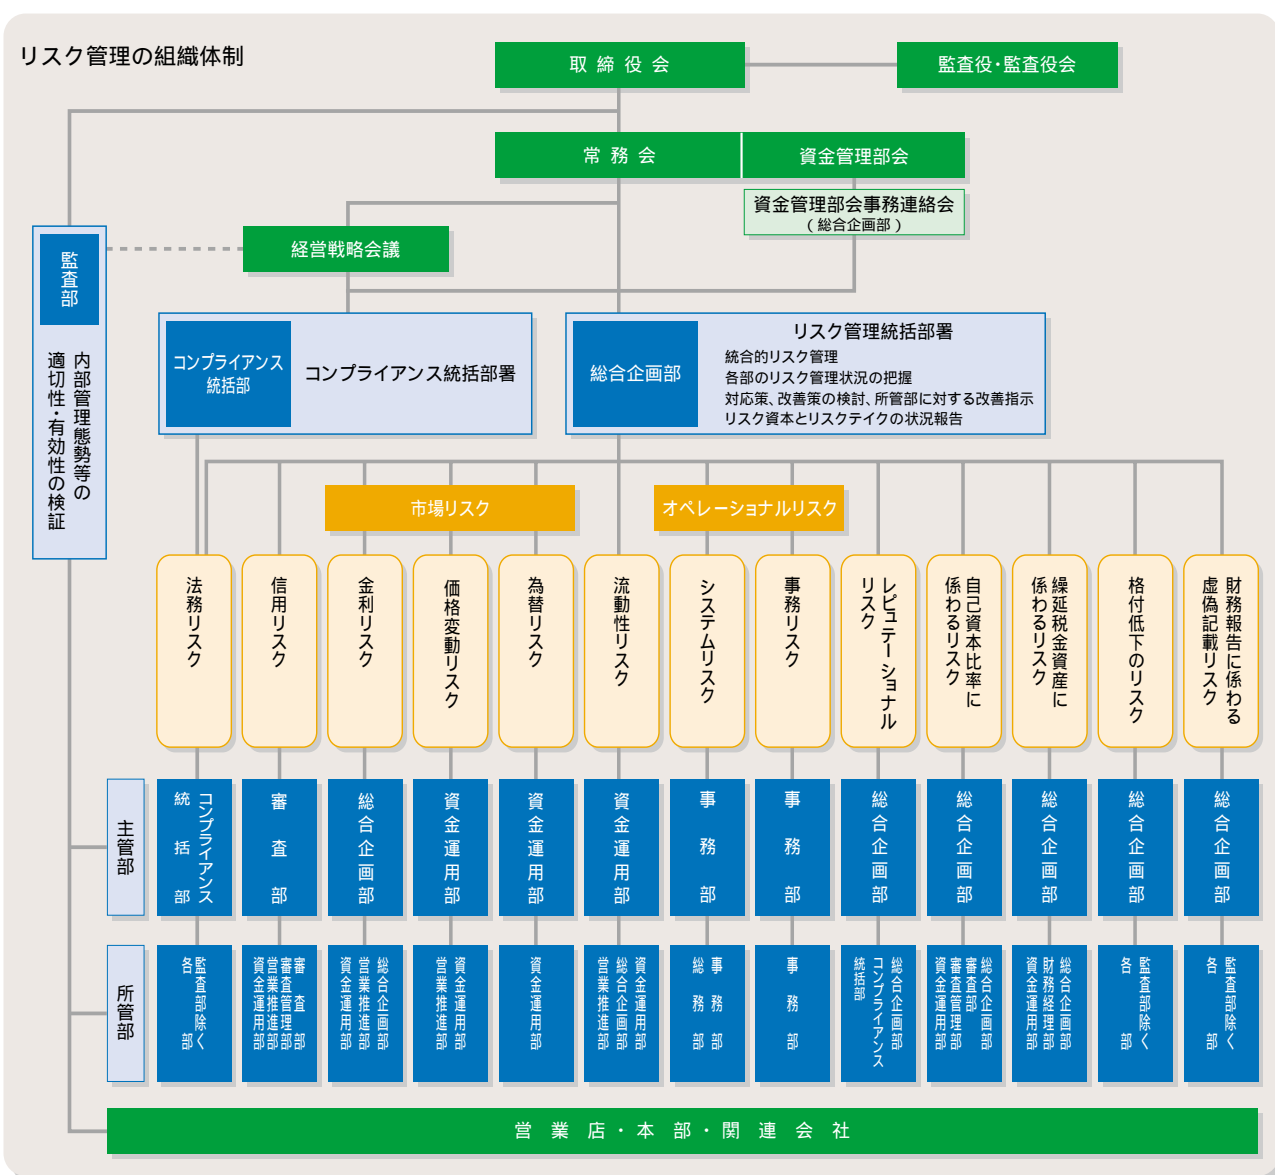 リスク管理の組織体制
取締役会
監査役・監査役会
常務会
資金管理部会
資金管理部会事務連絡会
（総合企画部）
経営戦略会議
監査部
内部管理態勢等の
適切性・有効性の検証
コンプライアンス
統括部
コンプライアンス統括部署
総合企画部
リスク管理統括部署
統合的リスク管理
各部のリスク管理状況の把握
対応策、改善策の検討、所管部に対する改善指示
リスク資本とリスクテイクの状況報告
市場リスク
オペレーショナルリスク
法務リスク
信用リスク
金利リスク
価格変動リスク
為替リスク
流動性リスク
システムリスク
事務リスク
レピュテーショナル
リスク
自己資本比率に
係わるリスク
繰延税金資産に
係わるリスク
格付低下のリスク
財務報告に係わる
虚偽記載リスク
主管部
コンプライアンス
統括部
審査部
総合企画部
資金運用部
資金運用部
資金運用部
事務部
事務部
総合企画部
総合企画部
総合企画部
総合企画部
総合企画部
所管部
監査部除く
各部
審査部
審査管理部
営業推進部
資金運用部
総合企画部
営業推進部
資金運用部
資金運用部
営業推進部
資金運用部
資金運用部
総合企画部
営業推進部
事務部
総務部
事務部
総合企画部
コンプライアンス
統括部
総合企画部
審査部
審査管理部
資金運用部
総合企画部
財務経理部
資金運用部
監査部除く
各部
監査部除く
各部
営業店・本部・関連会社